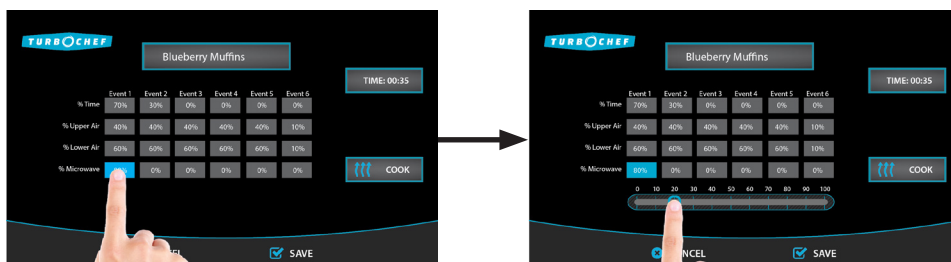 TURBOCHEF
Blueberry Muffins
TIME: 00:35
Event 1 Event 2 Event 3 Event 4 Event 5 Event 6
% Time 70% 30% 0% 0% 0% 0%
% Upper Air 40% 40% 40% 40% 40% 10%
% Lower Air 60% 60% 60% 60% 60% 10%
% Microwave 0% 0% 0% 0% 0%
COOK
SAVE
TURBOCHEF
Blueberry Muffins
TIME: 00:35
Event 1 Event 2 Event 3 Event 4 Event 5 Event 6
% Time 70% 30% 0% 0% 0% 0%
% Upper Air 40% 40% 40% 40% 40% 10%
% Lower Air 60% 60% 60% 60% 60% 10%
% Microwave 80% 0% 0% 0% 0% 0%
COOK
0 10 20 30 40 50 60 70 80 90 100
SAVE